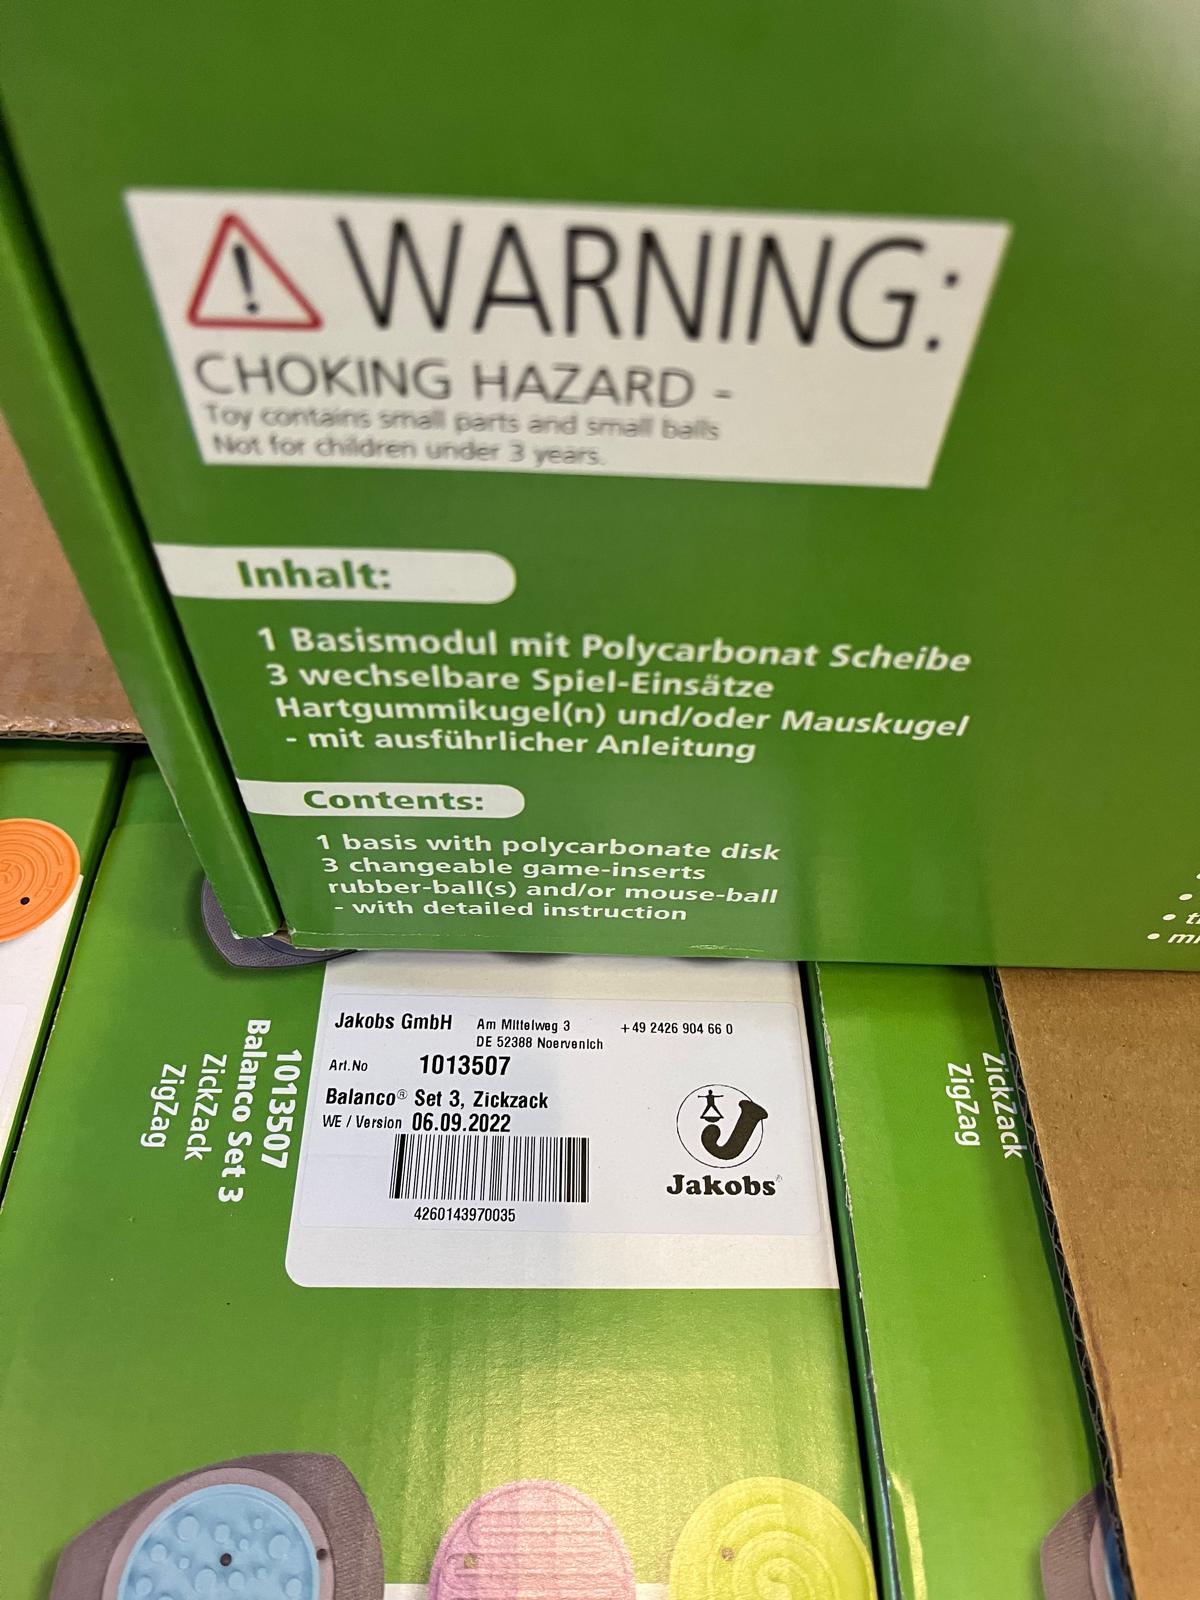 WARNING:
CHOKING HAZARD -
Toy contains small parts and small balls
Not for children under 3 years.
Inhalt:
1 Basismodul mit Polycarbonat Scheibe
3 wechselbare Spiel-Einsätze
Hartgummikugel(n) und/oder Mauskugel
- mit ausführlicher Anleitung
Contents:
1 basis with polycarbonate disk
3 changeable game-inserts
rubber-ball(s) and/or mouse-ball
- with detailed instruction
Jakobs GmbH Am Mittelweg 3 +49 2426 904 66 0
DE 52388 Noervenich
Art.No 1013507
Balanco® Set 3, Zickzack
WE / Version 06.09.2022
4260143970035
Jakobs®
1013507
Balanco Set 3
ZickZack
ZigZag
ZickZack
ZigZag